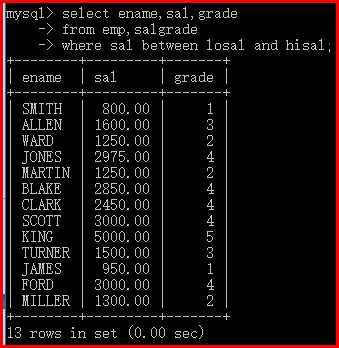 mysql> select ename,sal,grade
    -> from emp,salgrade
    -> where sal between losal and hisal;
+--------+---------+-------+
| ename  | sal     | grade |
+--------+---------+-------+
| SMITH  |  800.00 |     1 |
| ALLEN  | 1600.00 |     3 |
| WARD   | 1250.00 |     2 |
| JONES  | 2975.00 |     4 |
| MARTIN | 1250.00 |     2 |
| BLAKE  | 2850.00 |     4 |
| CLARK  | 2450.00 |     4 |
| SCOTT  | 3000.00 |     4 |
| KING   | 5000.00 |     5 |
| TURNER | 1500.00 |     3 |
| JAMES  |  950.00 |     1 |
| FORD   | 3000.00 |     4 |
| MILLER | 1300.00 |     2 |
+--------+---------+-------+
13 rows in set (0.00 sec)